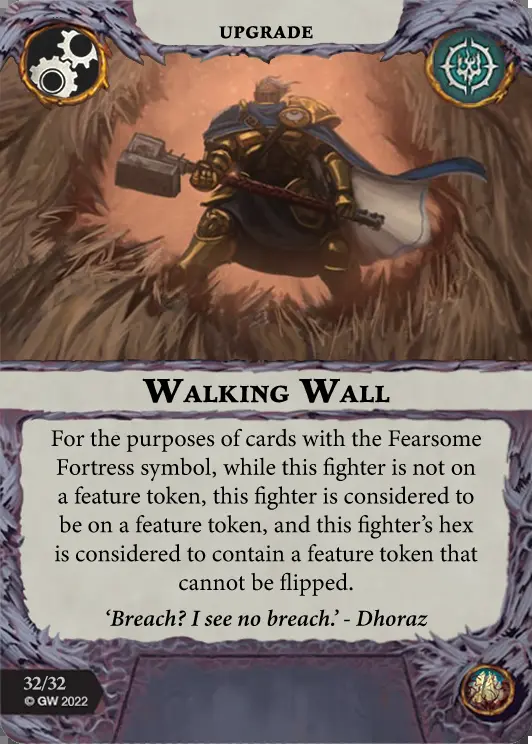 UPGRADE
WALKING WALL
For the purposes of cards with the Fearsome
Fortress symbol, while this fighter is not on
a feature token, this fighter is considered to
be on a feature token, and this fighter’s hex
is considered to contain a feature token that
cannot be flipped.
‘Breach? I see no breach.’ - Dhoraz
32/32
© GW 2022